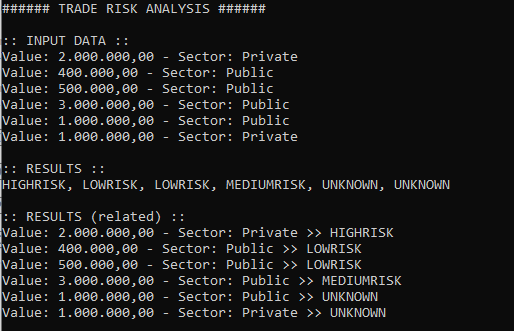 ###### TRADE RISK ANALYSIS ######
:: INPUT DATA ::
Value: 2.000.000,00 - Sector: Private
Value: 400.000,00 - Sector: Public
Value: 500.000,00 - Sector: Public
Value: 3.000.000,00 - Sector: Public
Value: 1.000.000,00 - Sector: Public
Value: 1.000.000,00 - Sector: Private
:: RESULTS ::
HIGHRISK, LOWRISK, LOWRISK, MEDIUMRISK, UNKNOWN, UNKNOWN
:: RESULTS (related) ::
Value: 2.000.000,00 - Sector: Private >> HIGHRISK
Value: 400.000,00 - Sector: Public >> LOWRISK
Value: 500.000,00 - Sector: Public >> LOWRISK
Value: 3.000.000,00 - Sector: Public >> MEDIUMRISK
Value: 1.000.000,00 - Sector: Public >> UNKNOWN
Value: 1.000.000,00 - Sector: Private >> UNKNOWN